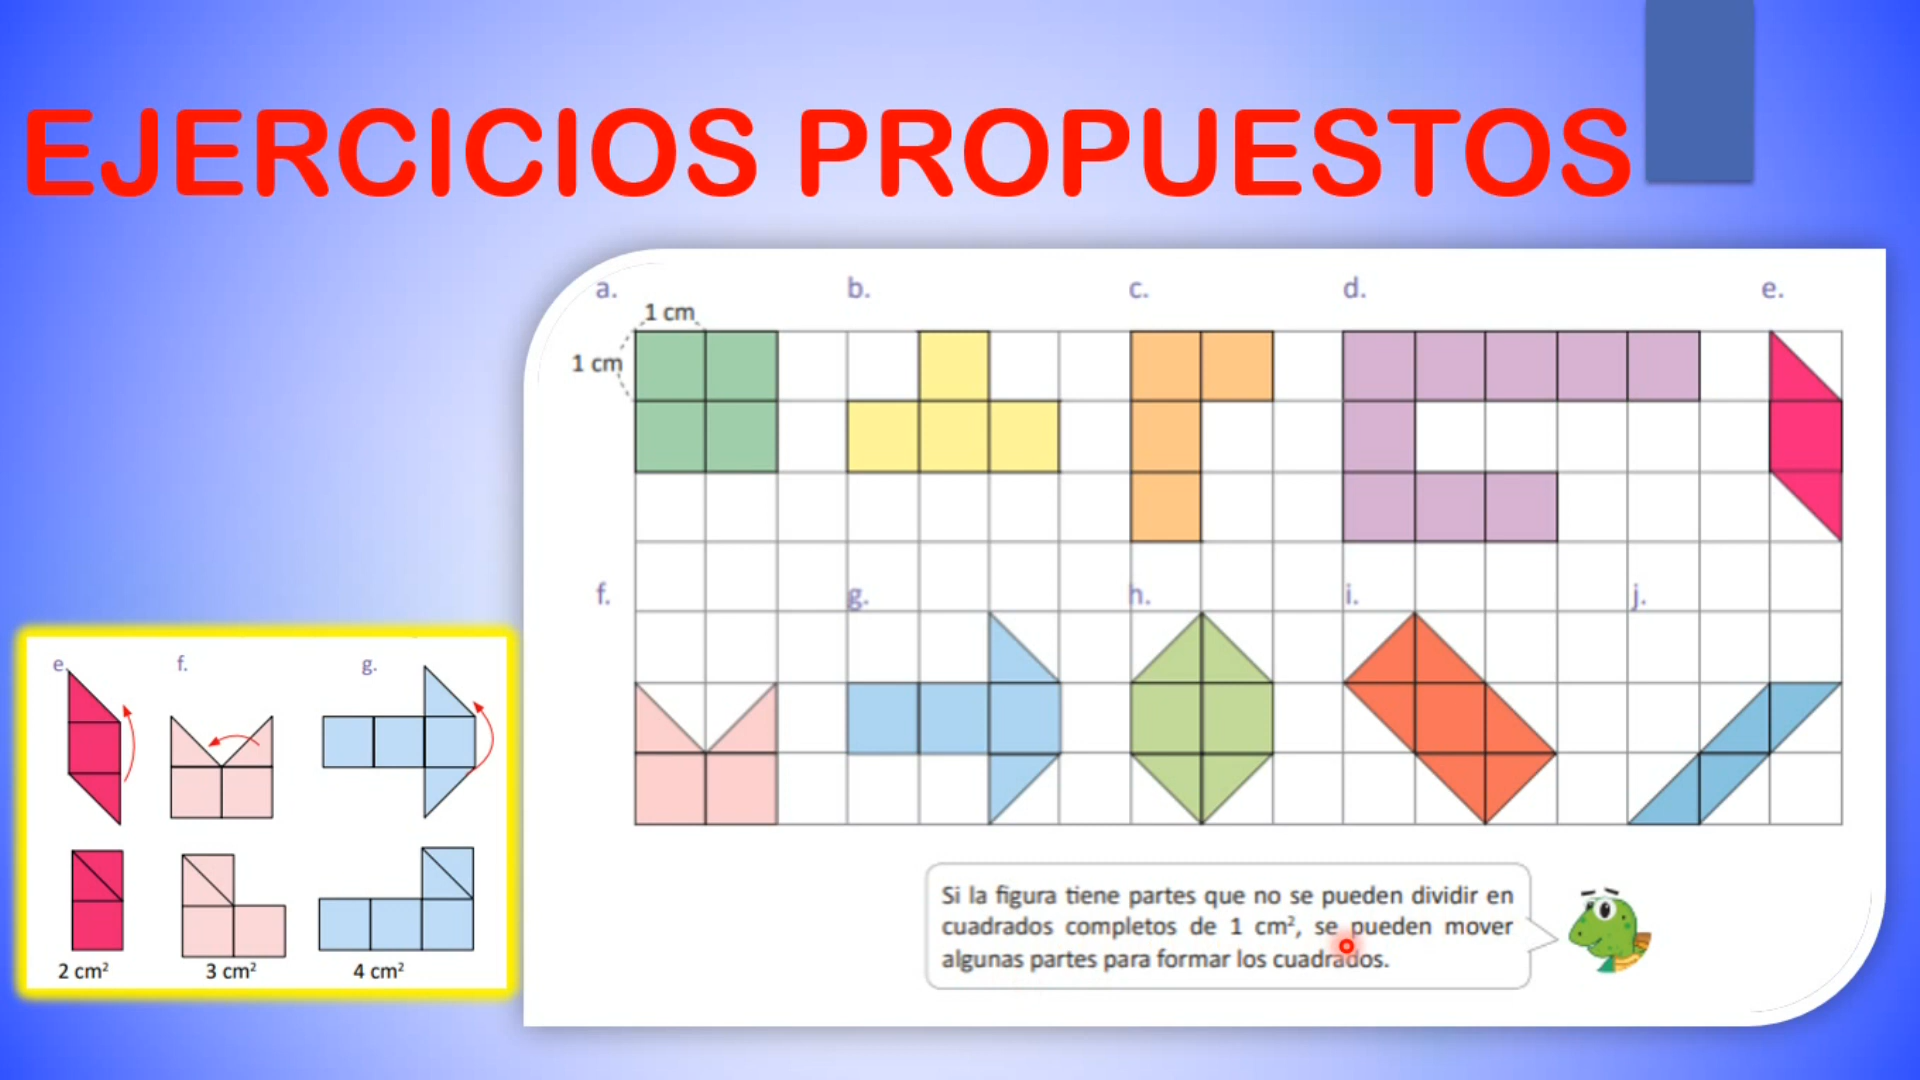 EJERCICIOS PROPUESTOS
a.
b.
c.
d.
e.
1 cm
1 cm
f.
g.
h.
i.
j.
e.
f.
g.
2 cm²
3 cm²
4 cm²
Si la figura tiene partes que no se pueden dividir en
cuadrados completos de 1 cm², se pueden mover
algunas partes para formar los cuadrados.